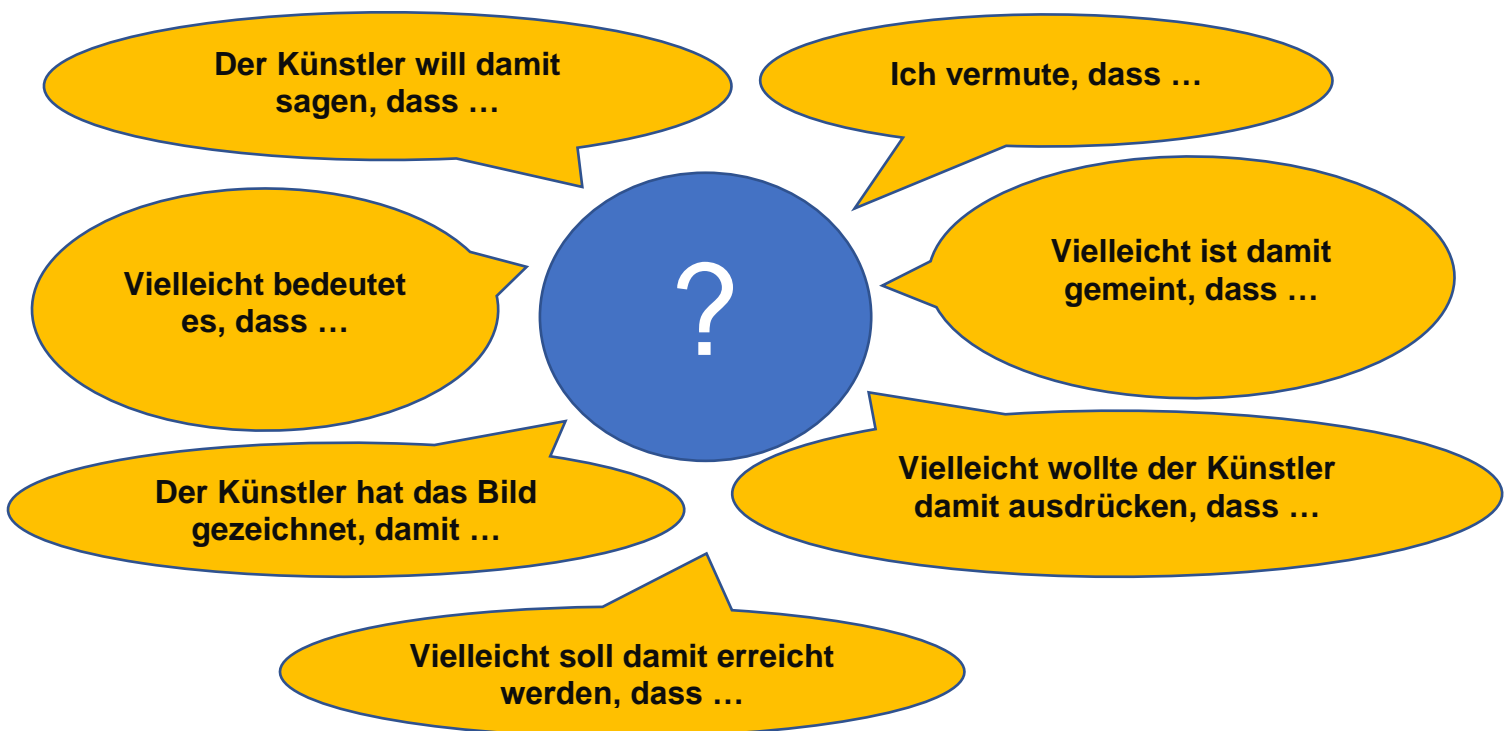 Der Künstler will damit
sagen, dass …
Ich vermute, dass …
Vielleicht bedeutet
es, dass …
?
Vielleicht ist damit
gemeint, dass …
Der Künstler hat das Bild
gezeichnet, damit …
Vielleicht wollte der Künstler
damit ausdrücken, dass …
Vielleicht soll damit erreicht
werden, dass …